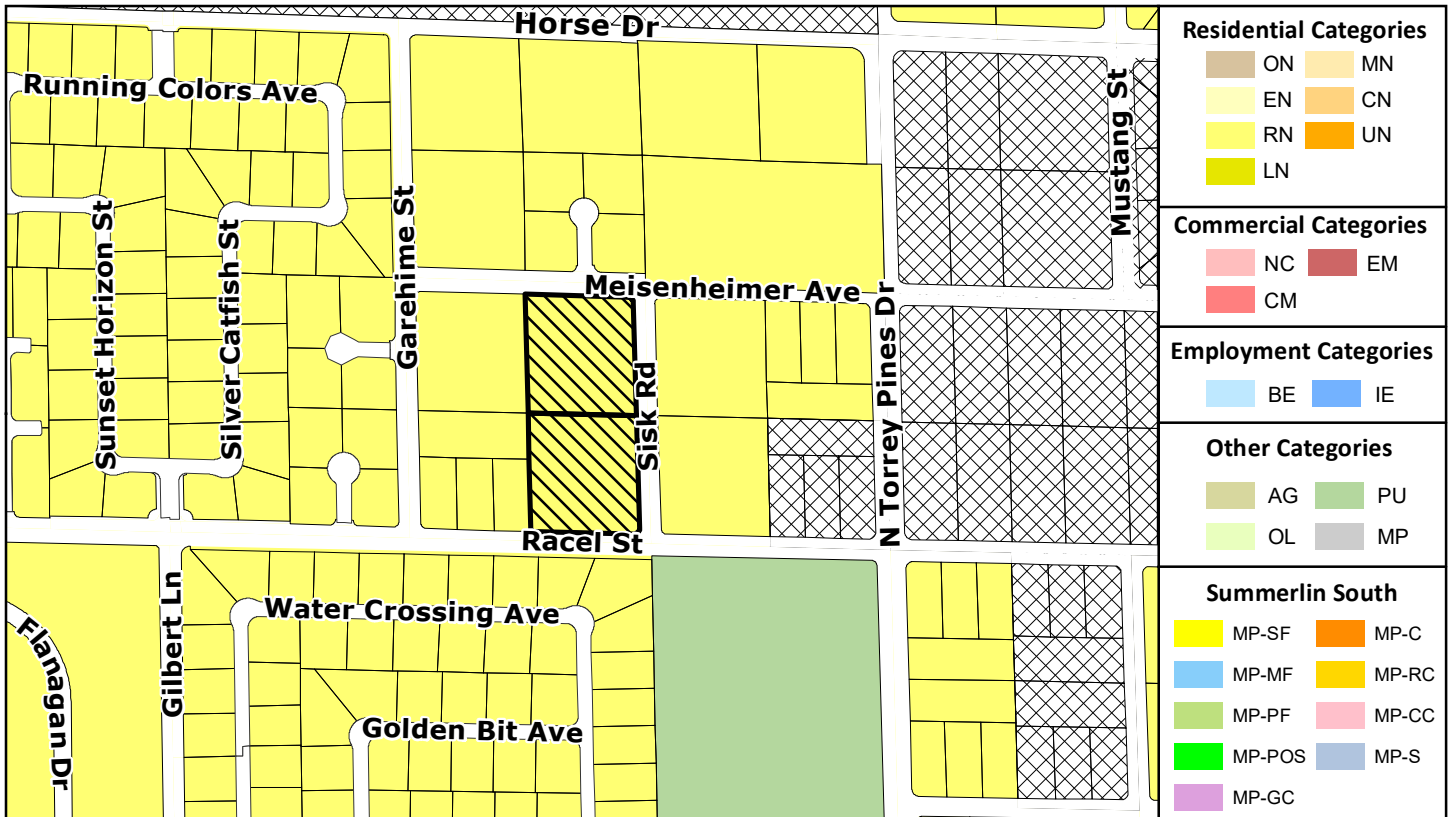 Horse Dr
Running Colors Ave
Mustang St
Sunset Horizon St
Silver Catfish St
Garehime St
Meisenheimer Ave
N Torrey Pines Dr
Sisk Rd
Racel St
Gilbert Ln
Water Crossing Ave
Flanagan Dr
Golden Bit Ave
Residential Categories
ON MN
EN CN
RN UN
LN
Commercial Categories
NC EM
CM
Employment Categories
BE IE
Other Categories
AG PU
OL MP
Summerlin South
MP-SF MP-C
MP-MF MP-RC
MP-PF MP-CC
MP-POS MP-S
MP-GC